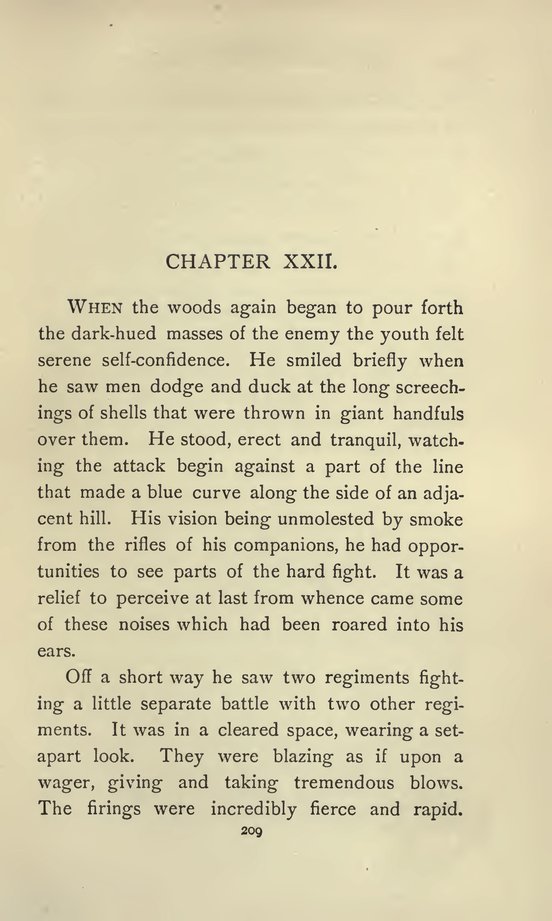 CHAPTER XXII.
WHEN the woods again began to pour forth
the dark-hued masses of the enemy the youth felt
serene self-confidence. He smiled briefly when
he saw men dodge and duck at the long screech-
ings of shells that were thrown in giant handfuls
over them. He stood, erect and tranquil, watch-
ing the attack begin against a part of the line
that made a blue curve along the side of an adja-
cent hill. His vision being unmolested by smoke
from the rifles of his companions, he had oppor-
tunities to see parts of the hard fight. It was a
relief to perceive at last from whence came some
of these noises which had been roared into his
ears.
Off a short way he saw two regiments fight-
ing a little separate battle with two other regi-
ments. It was in a cleared space, wearing a set-
apart look. They were blazing as if upon a
wager, giving and taking tremendous blows.
The firings were incredibly fierce and rapid.
209